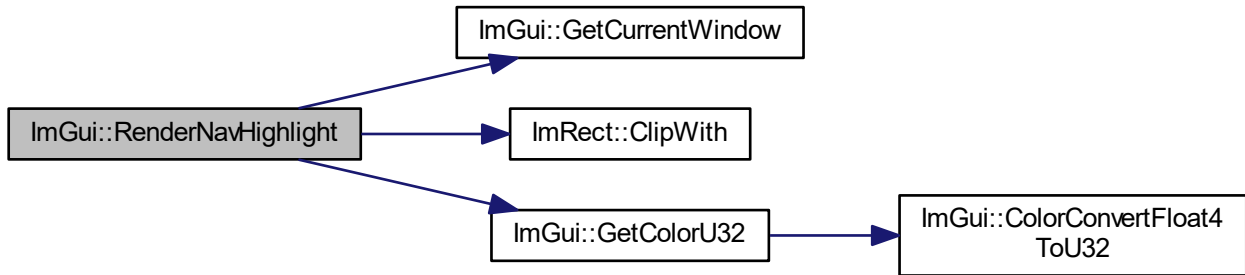 ImGui::GetCurrentWindow
ImGui::RenderNavHighlight
ImRect::ClipWith
ImGui::GetColorU32
ImGui::ColorConvertFloat4
ToU32